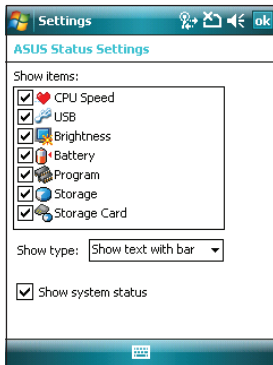 Settings
ok
ASUS Status Settings
Show items:
CPU Speed
USB
Brightness
Battery
Program
Storage
Storage Card
Show type: Show text with bar
Show system status